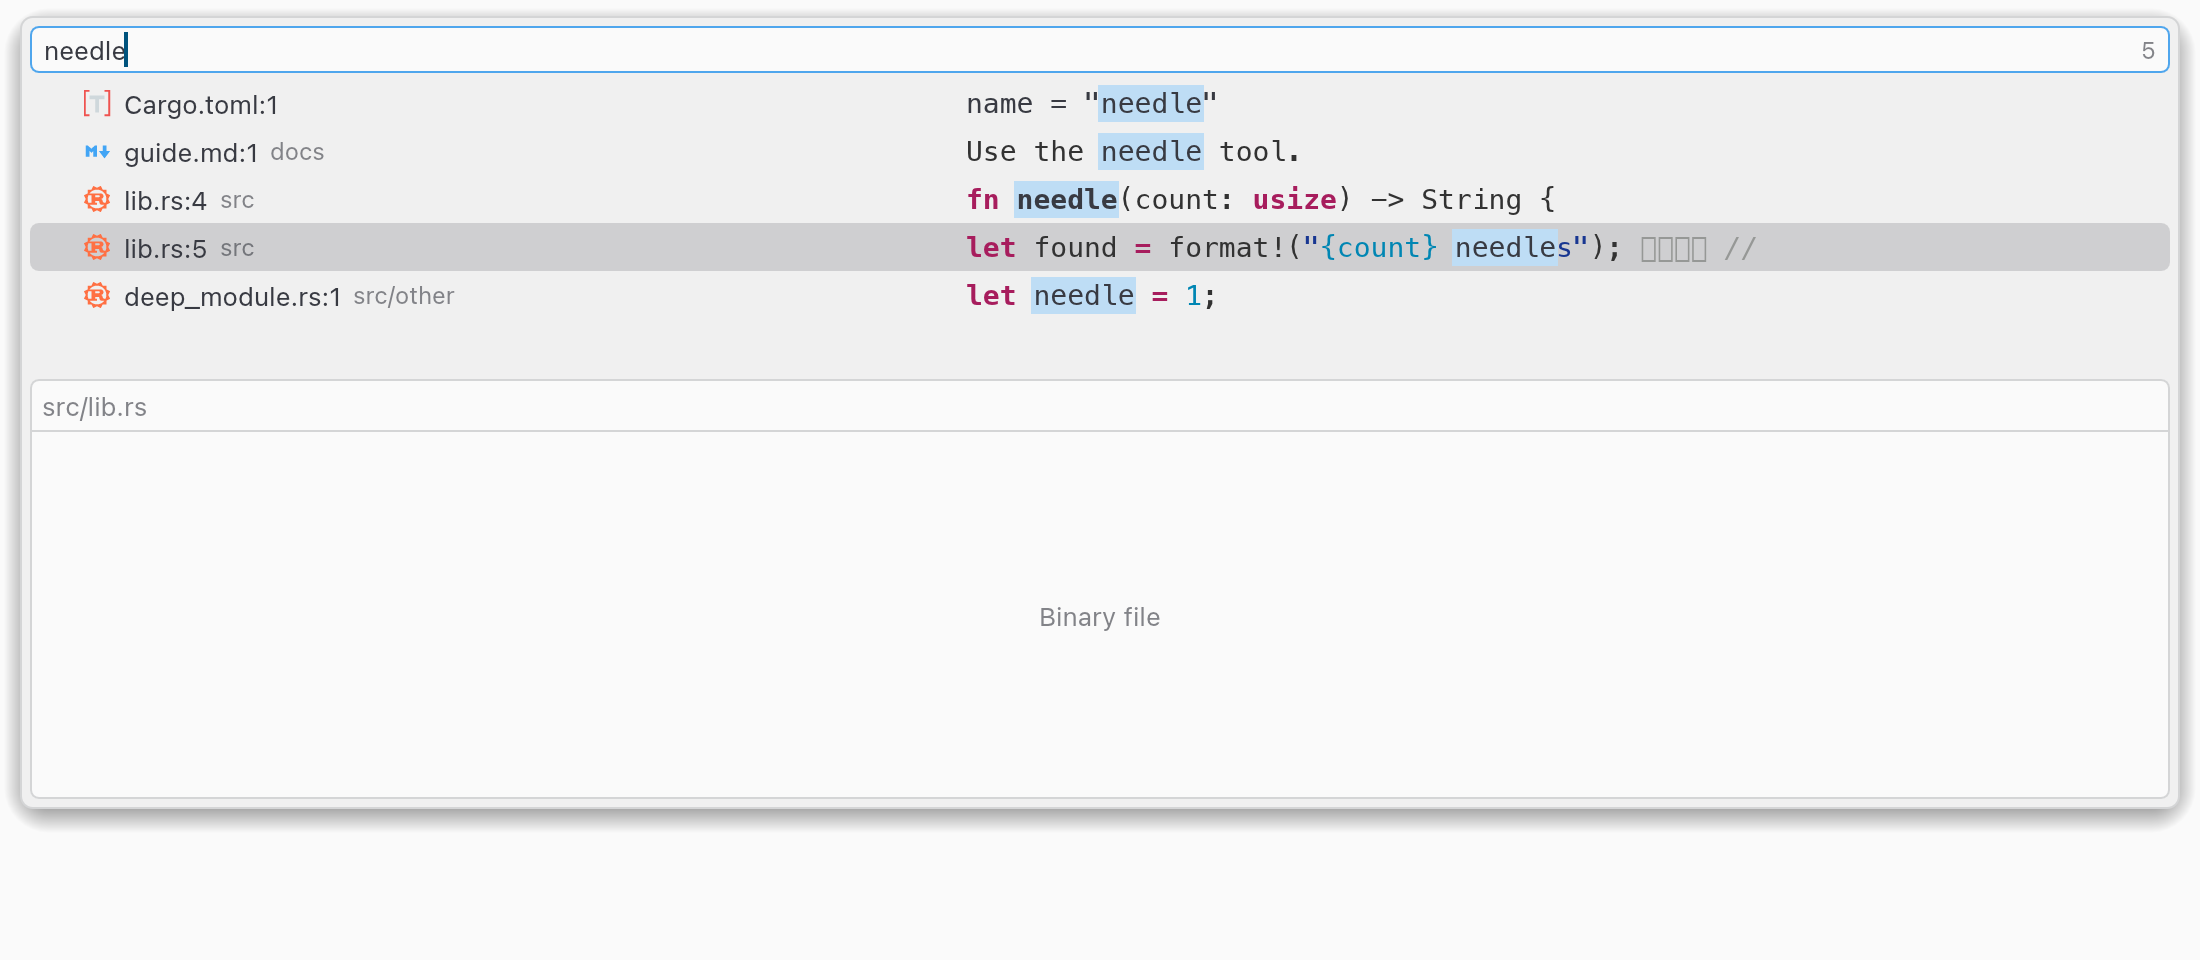 needle 5
Cargo.toml:1 name = "needle"
guide.md:1 docs Use the needle tool.
lib.rs:4 src fn needle(count: usize) -> String {
lib.rs:5 src let found = format!("{count} needles"); //
deep_module.rs:1 src/other let needle = 1;
src/lib.rs
Binary file